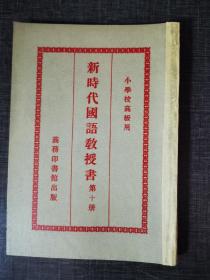 小學校高級用
新時代國語教授書 第十册
商務印書館出版